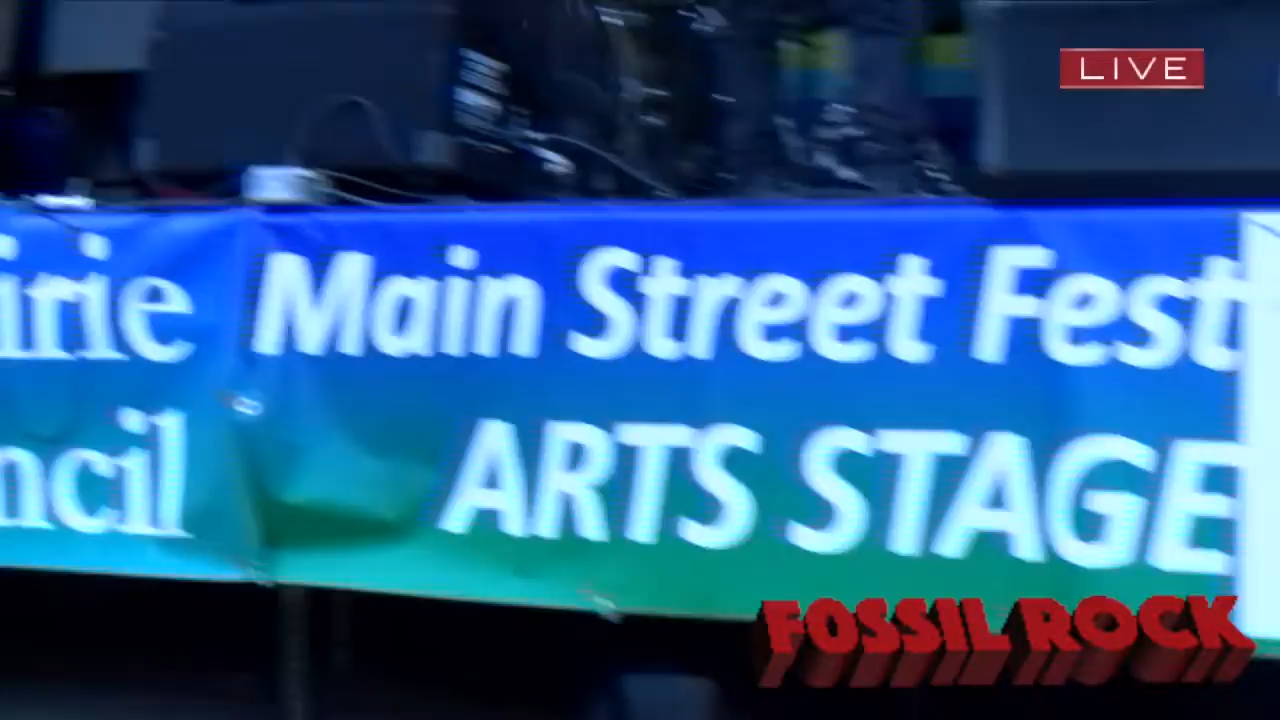 LIVE
irie
ncil
Main Street Fest
ARTS STAGE
FOSSIL ROCK